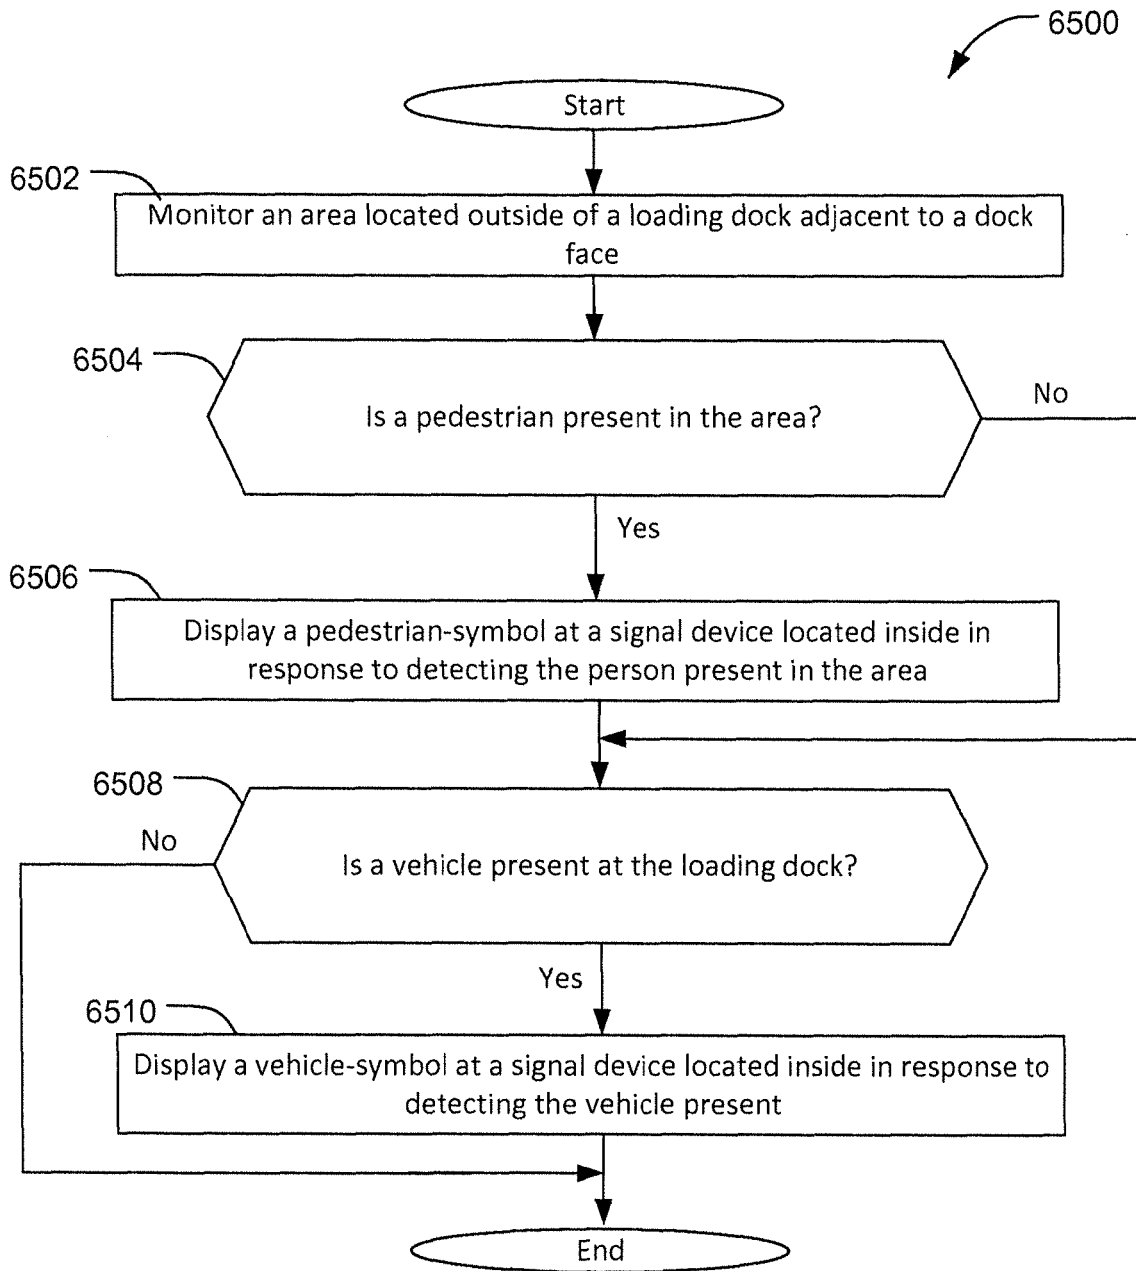 6500
Start
6502
Monitor an area located outside of a loading dock adjacent to a dock
face
6504
Is a pedestrian present in the area?
No
Yes
6506
Display a pedestrian-symbol at a signal device located inside in
response to detecting the person present in the area
6508
No
Is a vehicle present at the loading dock?
Yes
6510
Display a vehicle-symbol at a signal device located inside in response to
detecting the vehicle present
End